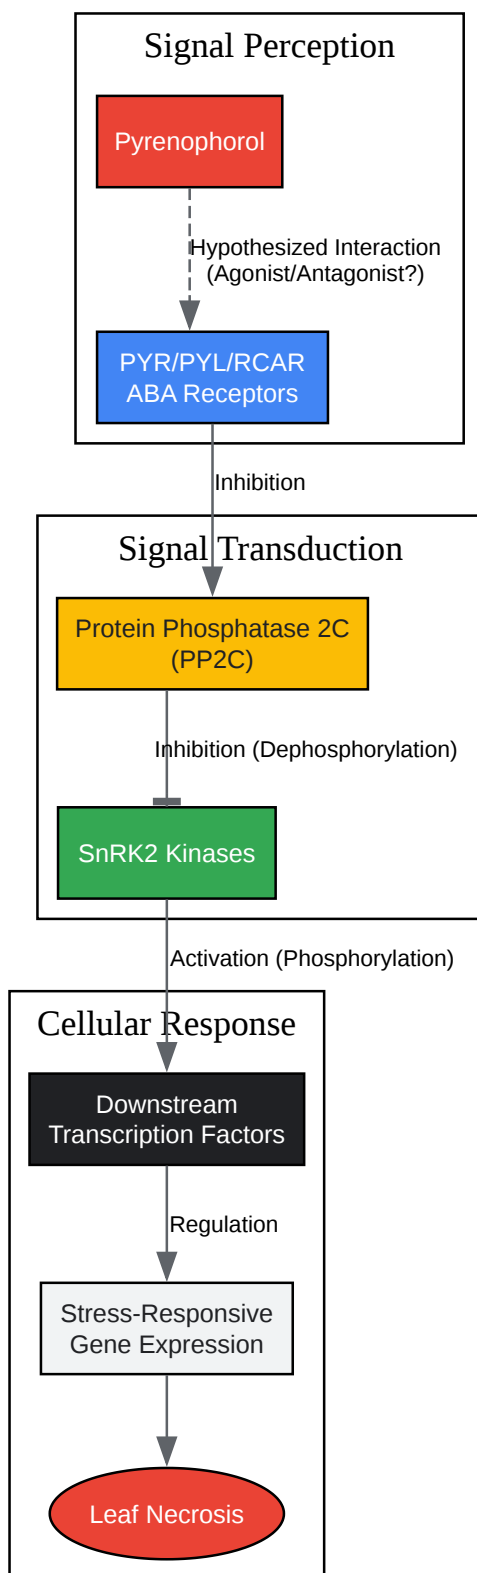 Signal Perception
Pyrenophorol
Hypothesized Interaction
(Agonist/Antagonist?)
PYR/PYL/RCAR
ABA Receptors
Inhibition
Signal Transduction
Protein Phosphatase 2C
(PP2C)
Inhibition (Dephosphorylation)
SnRK2 Kinases
Activation (Phosphorylation)
Cellular Response
Downstream
Transcription Factors
Regulation
Stress-Responsive
Gene Expression
Leaf Necrosis